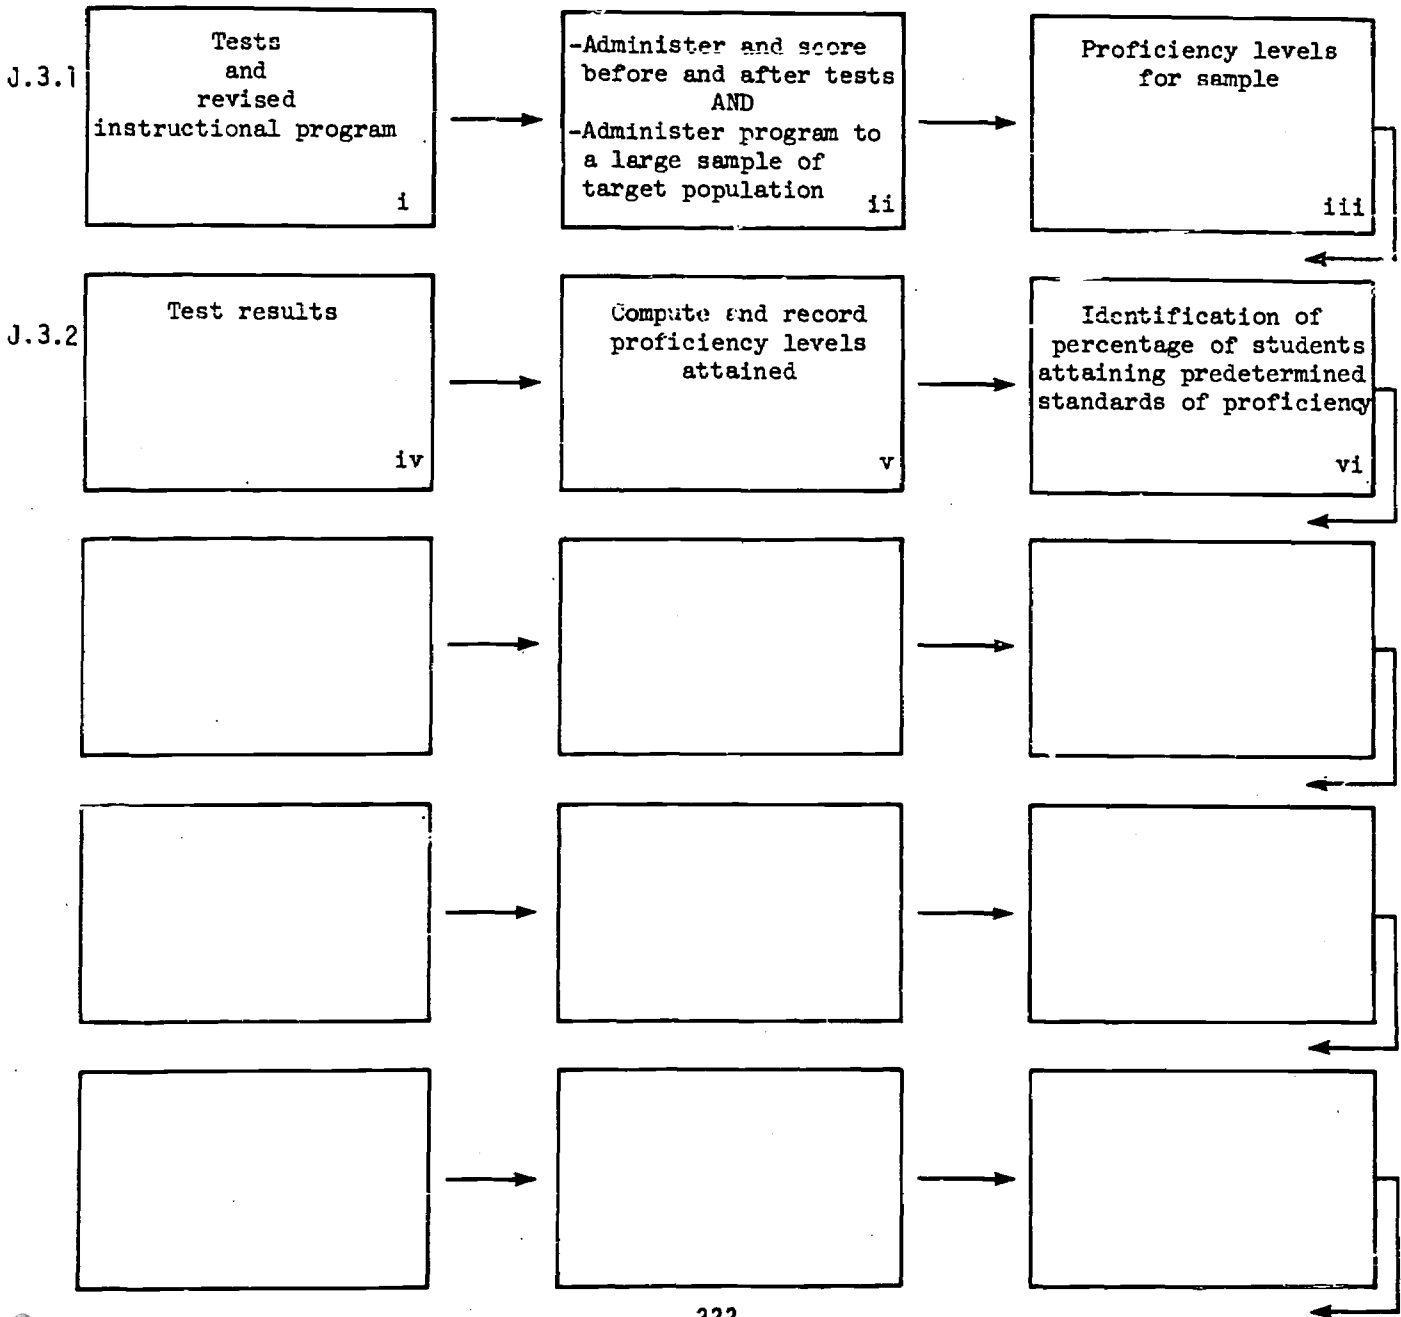 J.3.1
Tests
and
revised
instructional program
i
-Administer and score
before and after tests
AND
-Administer program to
a large sample of
target population
ii
Proficiency levels
for sample
iii
J.3.2
Test results
iv
Compute and record
proficiency levels
attained
v
Identification of
percentage of students
attaining predetermined
standards of proficiency
vi